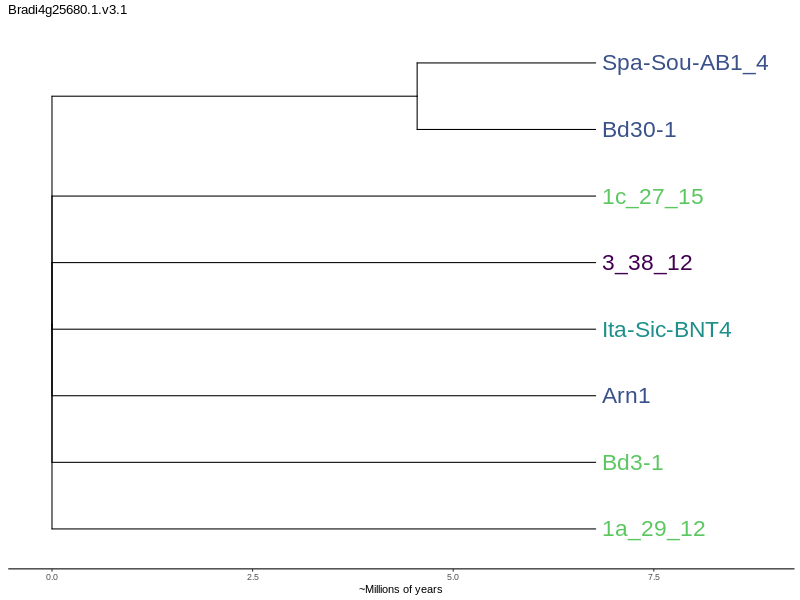 Bradi4g25680.1.v3.1
Spa-Sou-AB1_4
Bd30-1
1c_27_15
3_38_12
Ita-Sic-BNT4
Arn1
Bd3-1
1a_29_12
0.0 2.5 5.0 7.5
~Millions of years